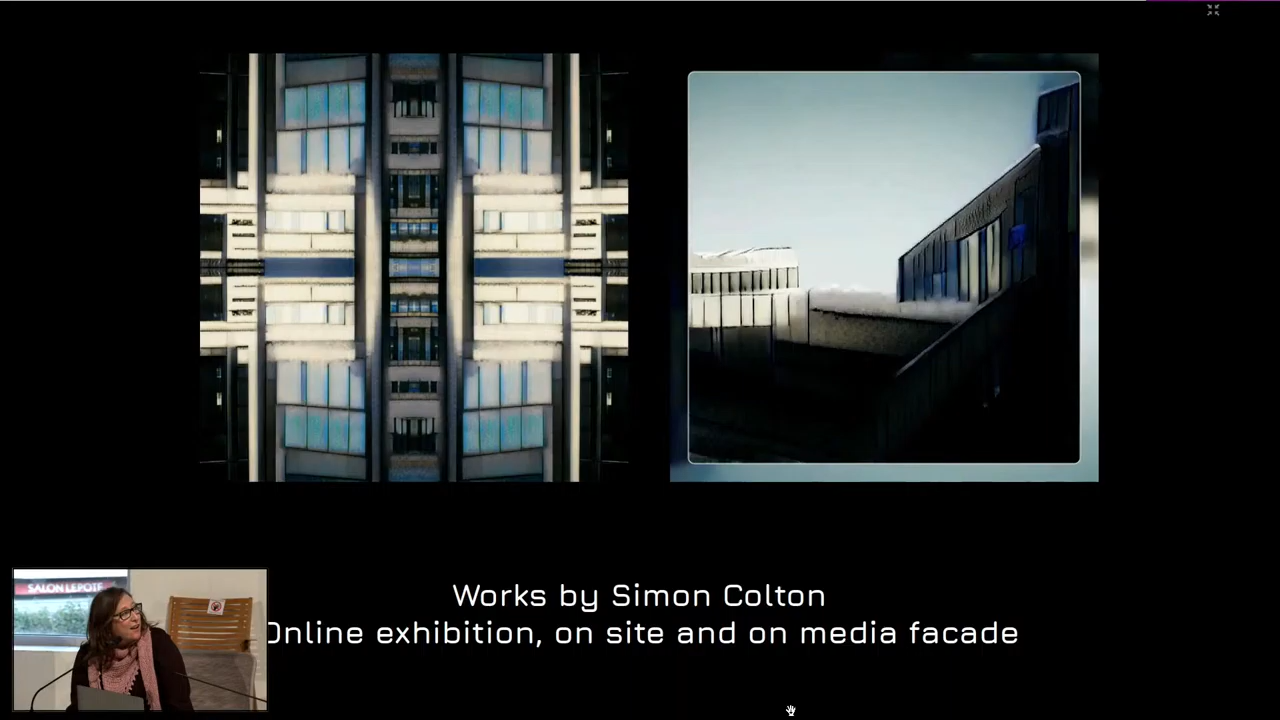 Works by Simon Colton
Online exhibition, on site and on media facade
SALON LEPOTE